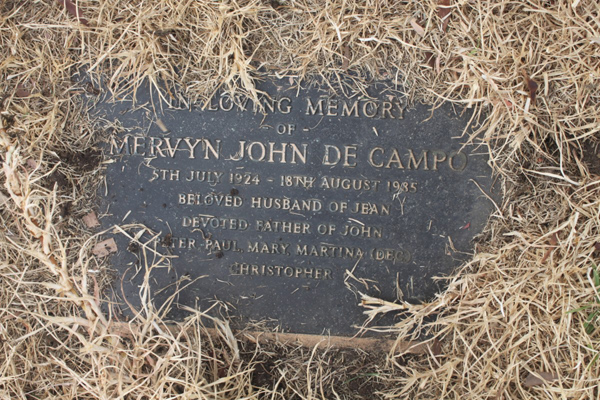 IN LOVING MEMORY
OF
MERVYN JOHN DE CAMPO
5TH JULY 1924 - 18TH AUGUST 1985
BELOVED HUSBAND OF JEAN
DEVOTED FATHER OF JOHN
PAUL, MARY, MARTINA (DEC)
CHRISTOPHER